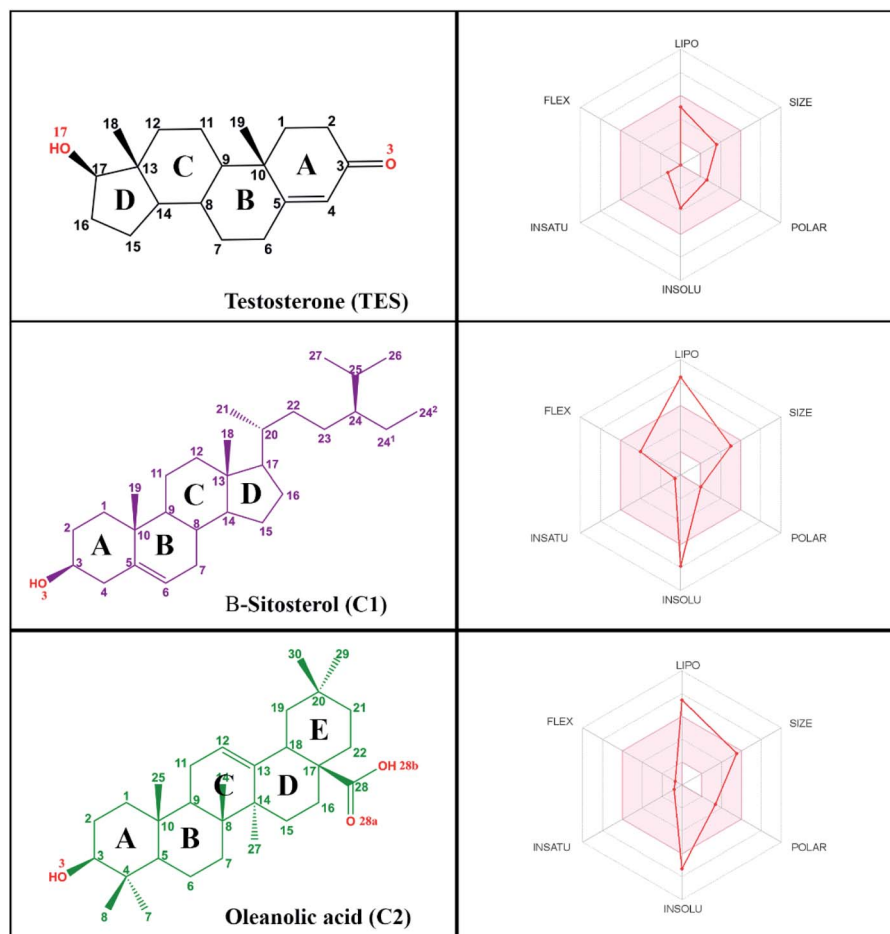 18 12 11 19 1 2
17
HO
3
O
17 13 C 9 10 A 3
D 14 8 B 5 4
16 15 7 6
Testosterone (TES)
LIPO
FLEX SIZE
INSATU POLAR
INSOLU
27 26
25
21 22 24 24²
20 23 24¹
18
12 17
11 13 D 16
19 C
1 9 14 15
2 10 8
A B
3 5 7
HO
3 4 6
B-Sitosterol (C1)
LIPO
FLEX SIZE
INSATU POLAR
INSOLU
30 29
20
19 21
E
12 18 22
11 13 17 OH 28b
25 C 14 D 28
1 9 14 16 O 28a
2 10 8 15
A B 27
3 5 7
3
HO 4 6
8 7
Oleanolic acid (C2)
LIPO
FLEX SIZE
INSATU POLAR
INSOLU